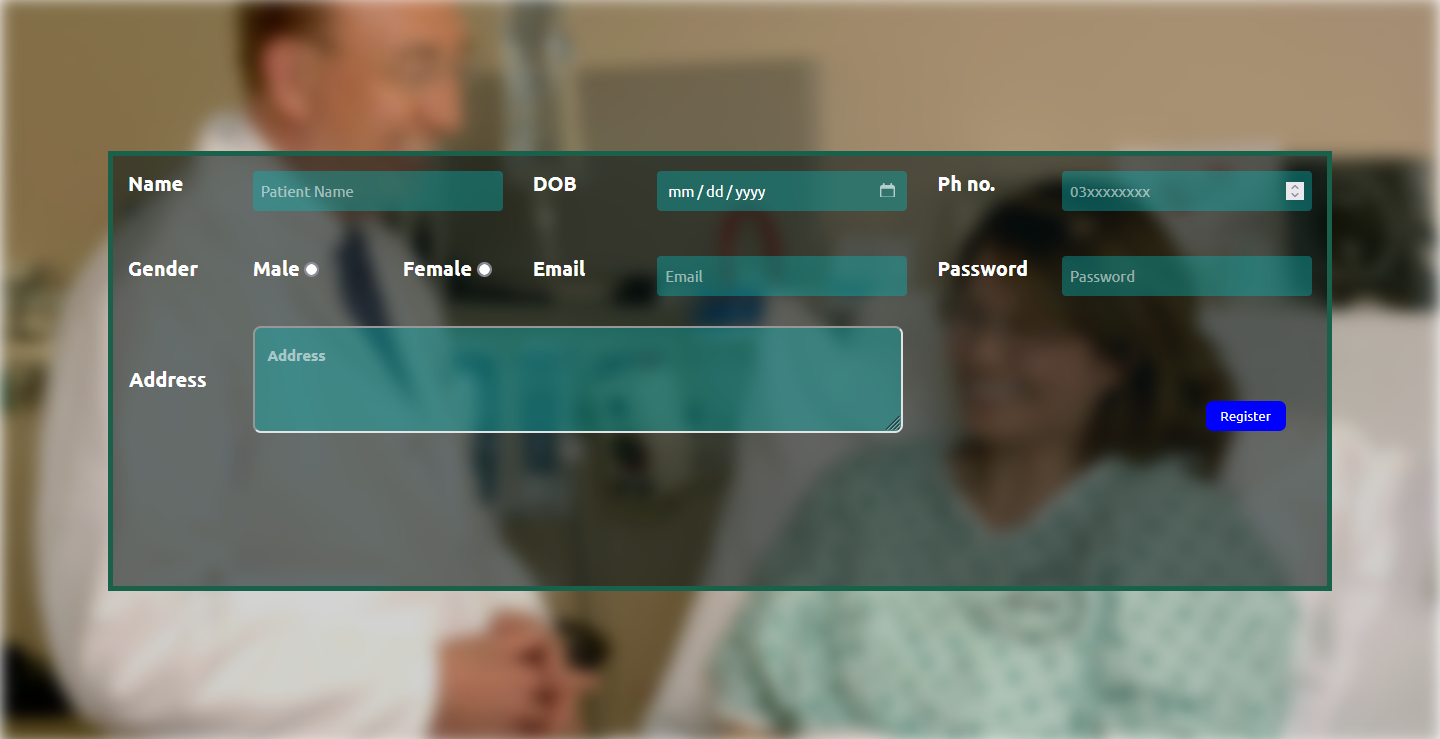 Name Patient Name DOB mm / dd / yyyy Ph no. 03xxxxxxxx
Gender Male Female Email Email Password Password
Address
Address
Register